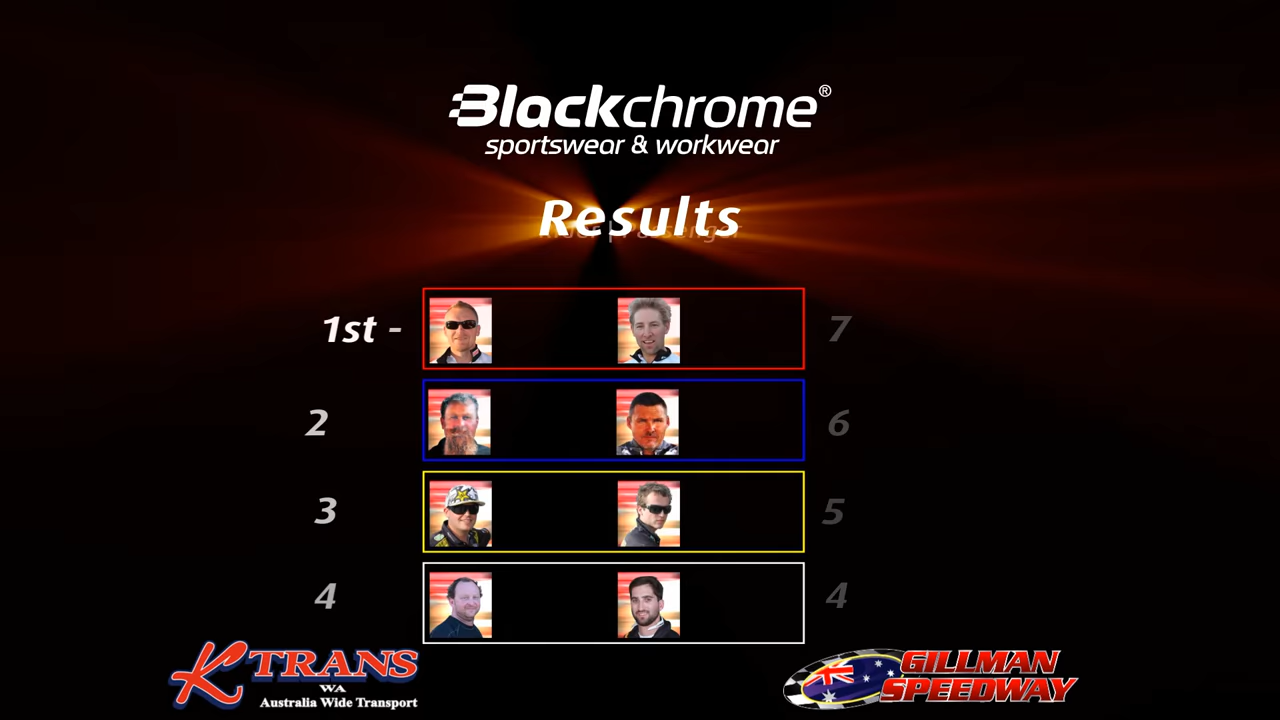 Blackchrome®
sportswear & workwear
Results
1st - 7
2 6
3 5
4 4
K TRANS
WA
Australia Wide Transport
GILLMAN
SPEEDWAY